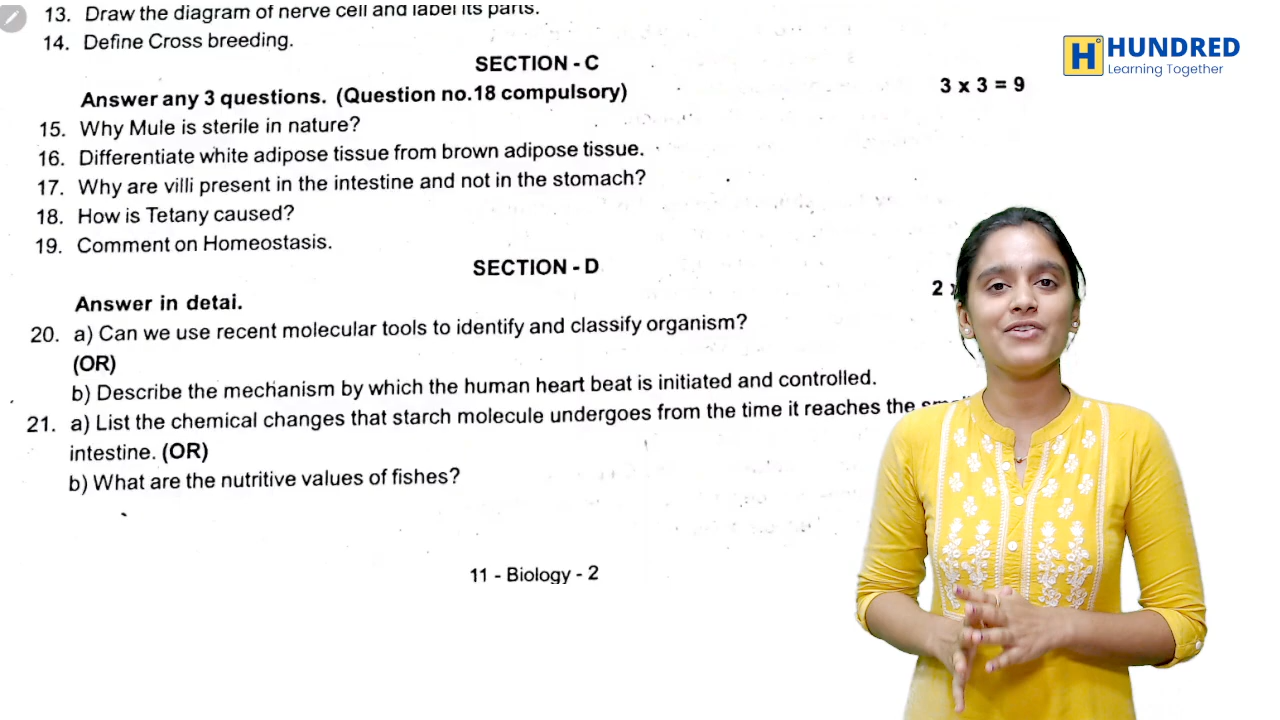 13. Draw the diagram of nerve cell and label its parts.
14. Define Cross breeding.
SECTION - C
Answer any 3 questions. (Question no.18 compulsory)
3 x 3 = 9
15. Why Mule is sterile in nature?
16. Differentiate white adipose tissue from brown adipose tissue.
17. Why are villi present in the intestine and not in the stomach?
18. How is Tetany caused?
19. Comment on Homeostasis.
SECTION - D
Answer in detai.
2
20. a) Can we use recent molecular tools to identify and classify organism?
(OR)
b) Describe the mechanism by which the human heart beat is initiated and controlled.
21. a) List the chemical changes that starch molecule undergoes from the time it reaches the
intestine. (OR)
b) What are the nutritive values of fishes?
11 - Biology - 2
H HUNDRED
Learning Together